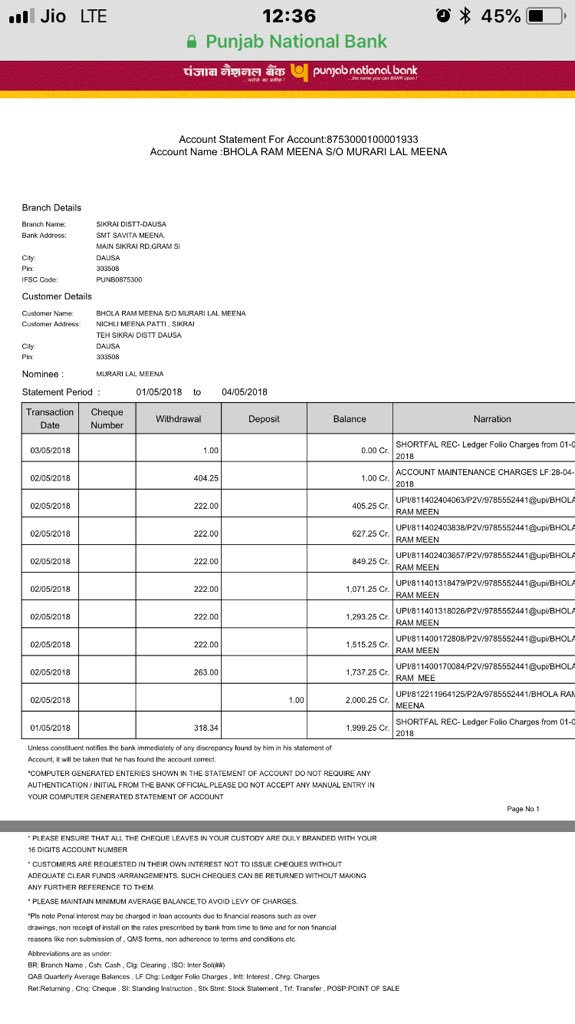 Jio LTE 12:36 45%
Punjab National Bank
पंजाब नैशनल बैंक punjab national bank
...भरोसे का प्रतीक ! ...the name you can BANK upon !
Account Statement For Account:8753000100001933
Account Name :BHOLA RAM MEENA S/O MURARI LAL MEENA
Branch Details
Branch Name: SIKRAI DISTT-DAUSA
Bank Address: SMT SAVITA MEENA,
MAIN SIKRAI RD,GRAM SI
City: DAUSA
Pin: 303508
IFSC Code: PUNB0875300
Customer Details
Customer Name: BHOLA RAM MEENA S/O MURARI LAL MEENA
Customer Address: NICHLI MEENA PATTI , SIKRAI
TEH SIKRAI DISTT DAUSA
City: DAUSA
Pin: 303508
Nominee : MURARI LAL MEENA
Statement Period : 01/05/2018 to 04/05/2018
Transaction Date Cheque Number Withdrawal Deposit Balance Narration
03/05/2018 1.00 0.00 Cr. SHORTFAL REC- Ledger Folio Charges from 01-0
2018
02/05/2018 404.25 1.00 Cr. ACCOUNT MAINTENANCE CHARGES LF:28-04-
2018
02/05/2018 222.00 405.25 Cr. UPI/811402404063/P2V/9785552441@upi/BHOLA
RAM MEEN
02/05/2018 222.00 627.25 Cr. UPI/811402403838/P2V/9785552441@upi/BHOLA
RAM MEEN
02/05/2018 222.00 849.25 Cr. UPI/811402403657/P2V/9785552441@upi/BHOLA
RAM MEEN
02/05/2018 222.00 1,071.25 Cr. UPI/811401318479/P2V/9785552441@upi/BHOLA
RAM MEEN
02/05/2018 222.00 1,293.25 Cr. UPI/811401318026/P2V/9785552441@upi/BHOLA
RAM MEEN
02/05/2018 222.00 1,515.25 Cr. UPI/811400172808/P2V/9785552441@upi/BHOLA
RAM MEEN
02/05/2018 263.00 1,737.25 Cr. UPI/811400170084/P2V/9785552441@upi/BHOLA
RAM MEE
02/05/2018 1.00 2,000.25 Cr. UPI/812211964125/P2A/9785552441/BHOLA RAM
MEENA
01/05/2018 318.34 1,999.25 Cr. SHORTFAL REC- Ledger Folio Charges from 01-0
2018
Unless constituent notifies the bank immediately of any discrepancy found by him in his statement of
Account, it will be taken that he has found the account correct.
*COMPUTER GENERATED ENTERIES SHOWN IN THE STATEMENT OF ACCOUNT DO NOT REQUIRE ANY
AUTHENTICATION / INITIAL FROM THE BANK OFFICIAL.PLEASE DO NOT ACCEPT ANY MANUAL ENTRY IN
YOUR COMPUTER GENERATED STATEMENT OF ACCOUNT
Page No 1
* PLEASE ENSURE THAT ALL THE CHEQUE LEAVES IN YOUR CUSTODY ARE DULY BRANDED WITH YOUR
16 DIGITS ACCOUNT NUMBER
* CUSTOMERS ARE REQUESTED IN THEIR OWN INTEREST NOT TO ISSUE CHEQUES WITHOUT
ADEQUATE CLEAR FUNDS /ARRANGEMENTS. SUCH CHEQUES CAN BE RETURNED WITHOUT MAKING
ANY FURTHER REFERENCE TO THEM.
* PLEASE MAINTAIN MINIMUM AVERAGE BALANCE,TO AVOID LEVY OF CHARGES.
*Pls note Penal interest may be charged in loan accounts due to financial reasons such as over
drawings, non receipt of install on the rates prescribed by bank from time to time and for non financial
reasons like non submission of , QMS forms, non adherence to terms and conditions etc.
Abbreviations are as under:
BR: Branch Name , Csh: Cash , Clg: Clearing , ISO: Inter Sol(##)
QAB:Quarterly Average Balances , LF Chg: Ledger Folio Charges , Intt: Interest , Chrg: Charges
Ret:Returning , Chq: Cheque , SI: Standing Instruction , Stk Stmt: Stock Statement , Trf: Transfer , POSP:POINT OF SALE